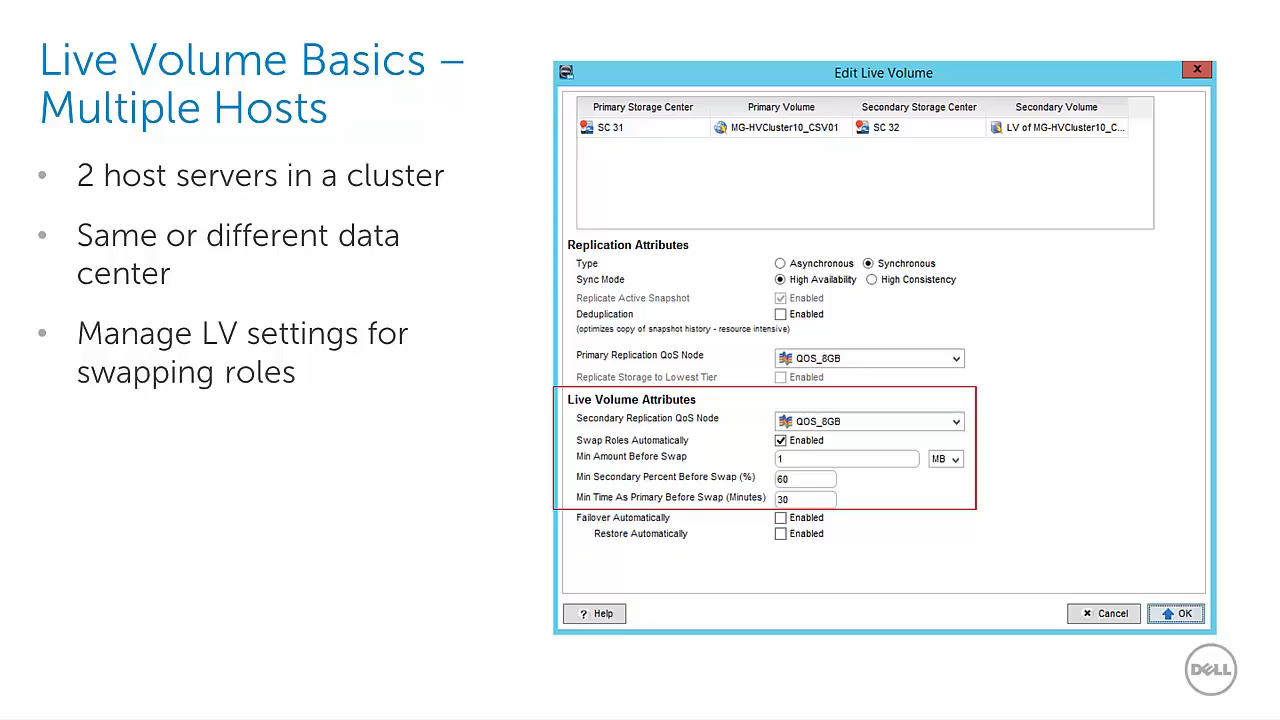 Live Volume Basics –
Multiple Hosts
• 2 host servers in a cluster
• Same or different data
center
• Manage LV settings for
swapping roles
Edit Live Volume
x
Primary Storage Center Primary Volume Secondary Storage Center Secondary Volume
SC 31 MG-HVCluster10_CSV01 SC 32 LV of MG-HVCluster10_C...
Replication Attributes
Type Asynchronous Synchronous
Sync Mode High Availability High Consistency
Replicate Active Snapshot Enabled
Deduplication Enabled
(optimizes copy of snapshot history - resource intensive)
Primary Replication QoS Node QOS_8GB
Replicate Storage to Lowest Tier Enabled
Live Volume Attributes
Secondary Replication QoS Node QOS_8GB
Swap Roles Automatically Enabled
Min Amount Before Swap 1 MB
Min Secondary Percent Before Swap (%) 60
Min Time As Primary Before Swap (Minutes) 30
Failover Automatically Enabled
Restore Automatically Enabled
? Help Cancel OK
DELL